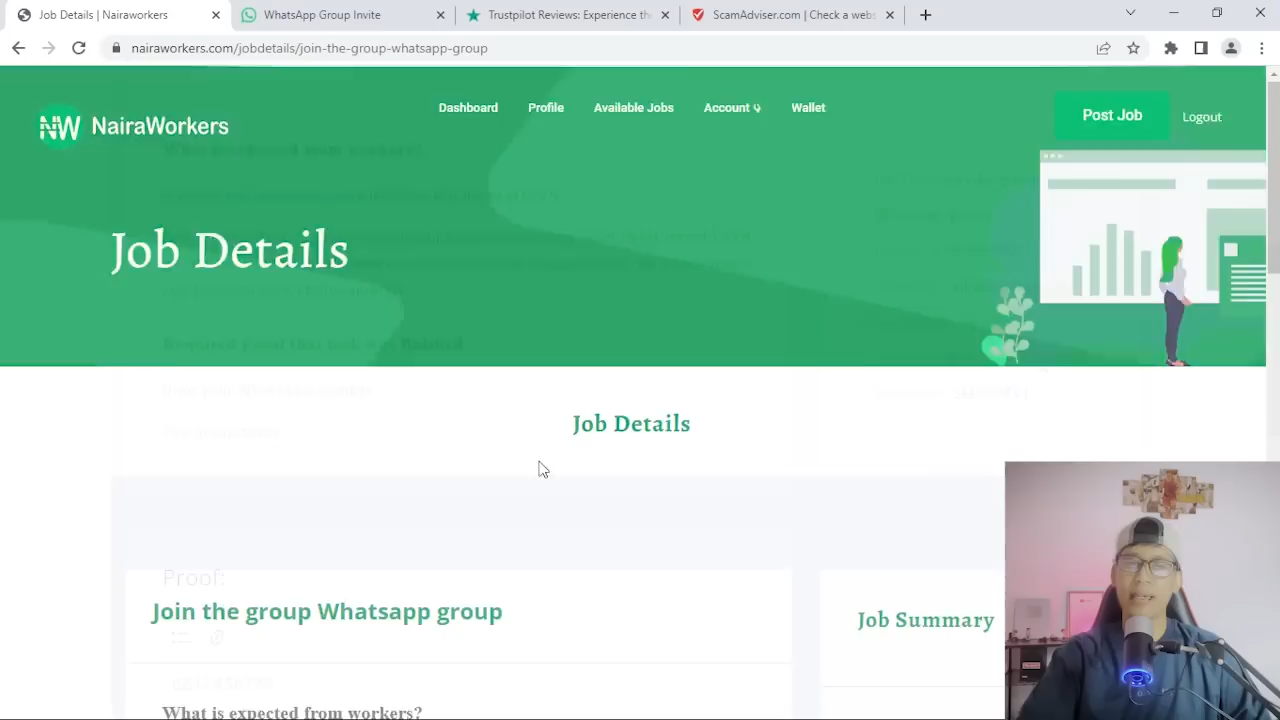 Job Details | Nairaworkers
WhatsApp Group Invite
Trustpilot Reviews: Experience th
ScamAdviser.com | Check a webs
nairaworkers.com/jobdetails/join-the-group-whatsapp-group
NW NairaWorkers
Dashboard Profile Available Jobs Account Wallet
Post Job
Logout
Job Details
Job Details
Proof:
Join the group Whatsapp group
Job Summary
What is expected from workers?